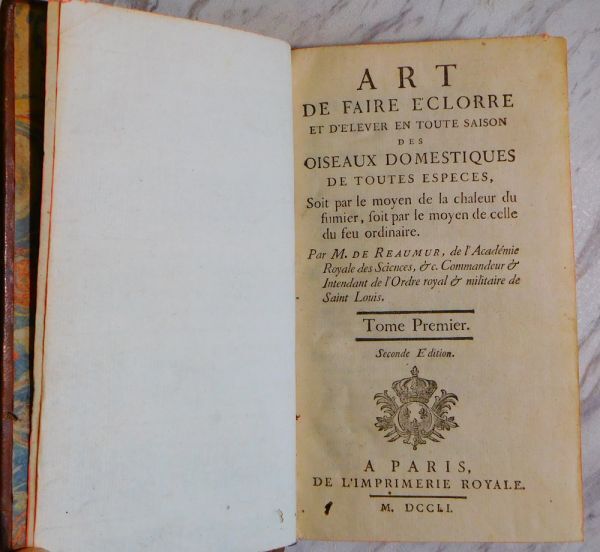 ART
DE FAIRE ÉCLORRE
ET D'ELEVER EN TOUTE SAISON
DES
OISEAUX DOMESTIQUES
DE TOUTES ESPECES,
Soit par le moyen de la chaleur du
fumier, ſoit par le moyen de celle
du feu ordinaire.
Par M. DE REAUMUR, de l'Académie
Royale des Sciences, &c. Commandeur &
Intendant de l'Ordre royal & militaire de
Saint Louis.
Tome Premier.
Seconde Edition.
A PARIS,
DE L'IMPRIMERIE ROYALE.
M. DCCLI.